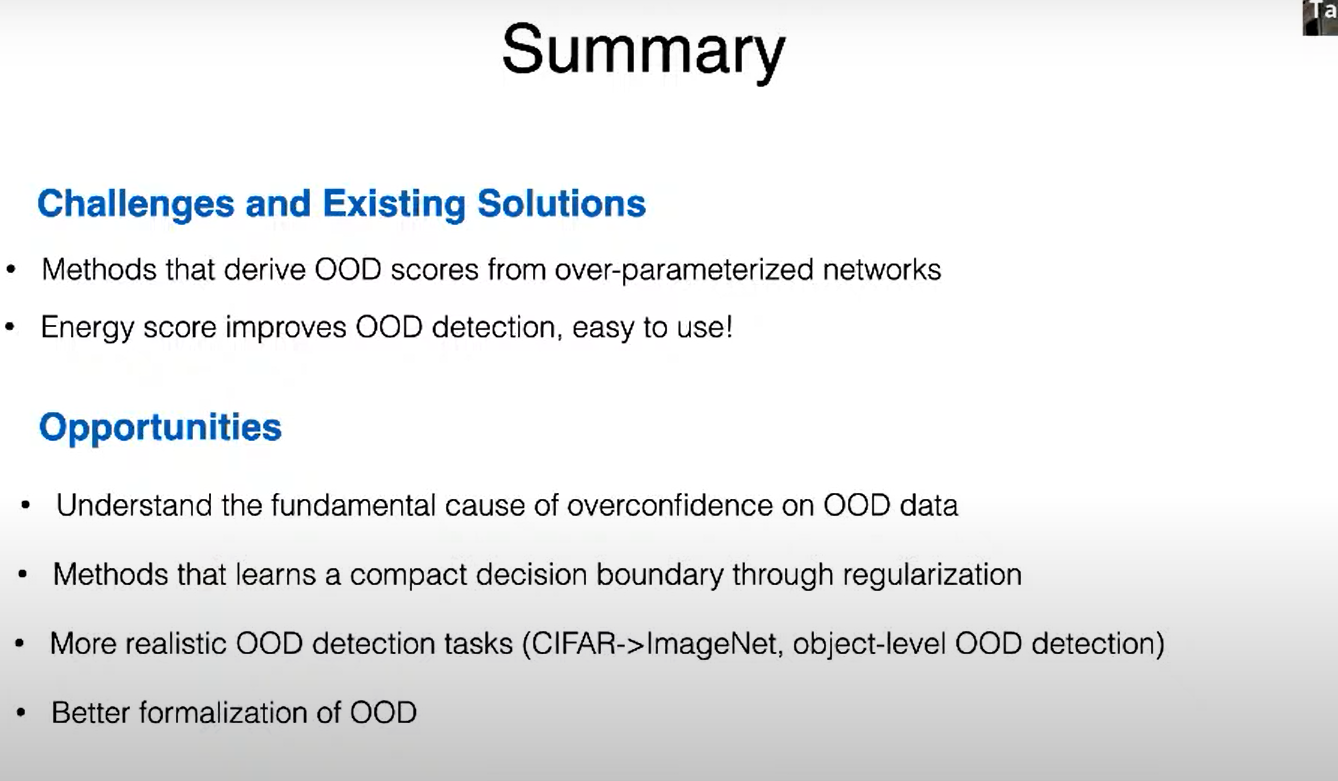 Ta
Summary
Challenges and Existing Solutions
• Methods that derive OOD scores from over-parameterized networks
• Energy score improves OOD detection, easy to use!
Opportunities
• Understand the fundamental cause of overconfidence on OOD data
• Methods that learns a compact decision boundary through regularization
• More realistic OOD detection tasks (CIFAR->ImageNet, object-level OOD detection)
• Better formalization of OOD